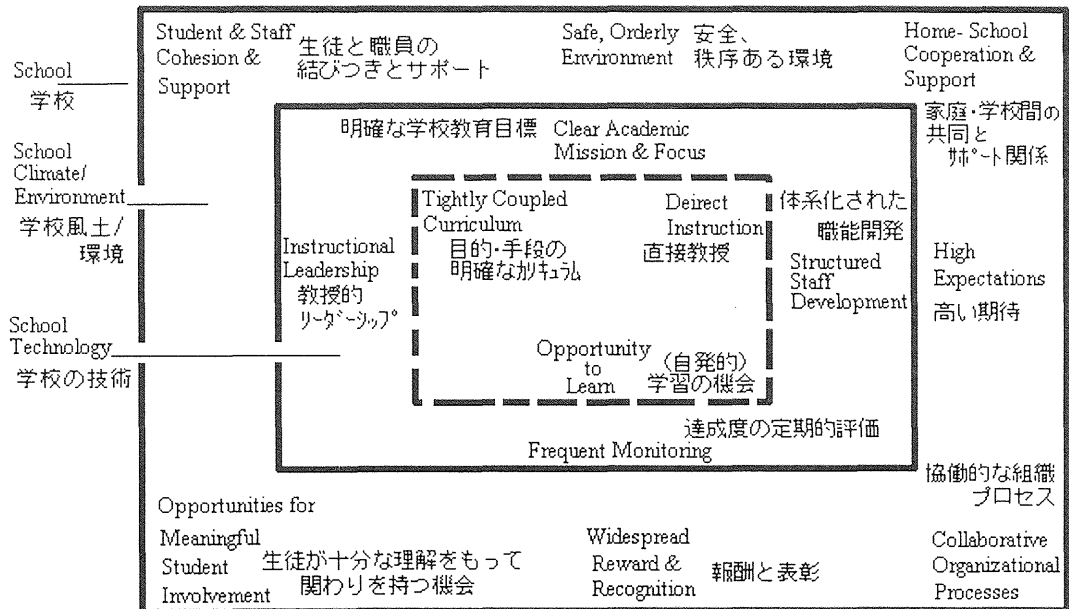 Student & Staff
Cohesion &
Support
生徒と職員の
結びつきとサポート
Safe, Orderly
Environment
安全、
秩序ある環境
Home- School
Cooperation &
Support
家庭・学校間の
共同と
ｻﾎﾟｰﾄ関係
School
学校
School
Climate/
Environment
学校風土/
環境
School
Technology
学校の技術
明確な学校教育目標
Clear Academic
Mission & Focus
Tightly Coupled
Curriculum
目的・手段の
明確なｶﾘｷｭﾗﾑ
Deirect
Instruction
直接教授
体系化された
職能開発
Structured
Staff
Development
Instructional
Leadership
教授的
ﾘｰﾀﾞｰｼｯﾌﾟ
High
Expectations
高い期待
Opportunity
to
Learn
（自発的）
学習の機会
達成度の定期的評価
Frequent Monitoring
協働的な組織
プロセス
Opportunities for
Meaningful
Student
Involvement
生徒が十分な理解をもって
関わりを持つ機会
Widespread
Reward &
Recognition
報酬と表彰
Collaborative
Organizational
Processes